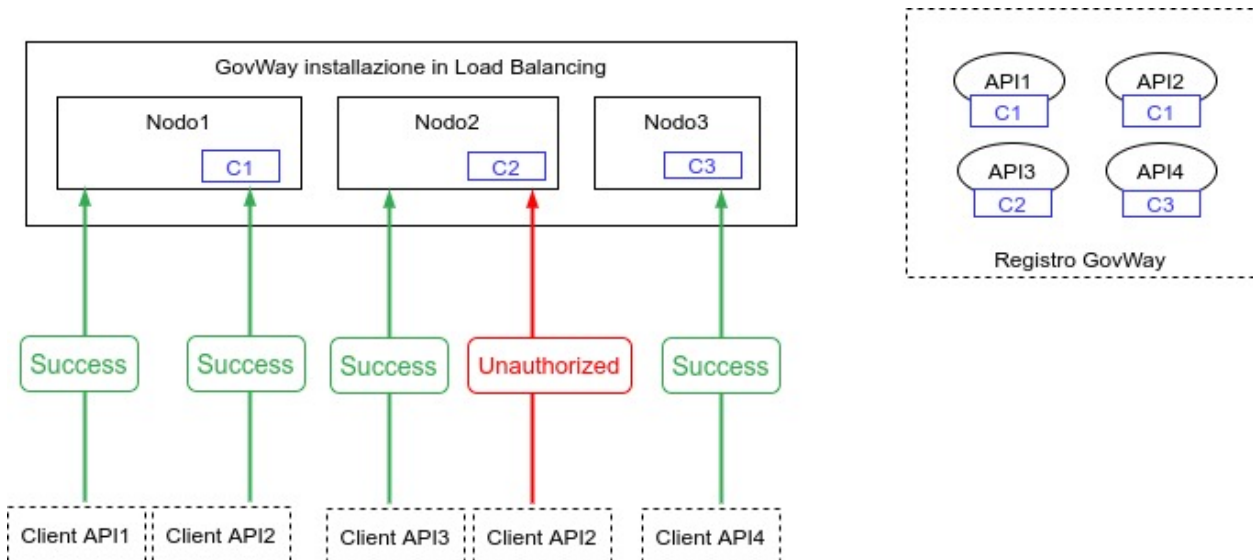 GovWay installazione in Load Balancing
Nodo1
C1
Nodo2
C2
Nodo3
C3
API1
C1
API2
C1
API3
C2
API4
C3
Registro GovWay
Success
Success
Success
Unauthorized
Success
Client API1
Client API2
Client API3
Client API2
Client API4